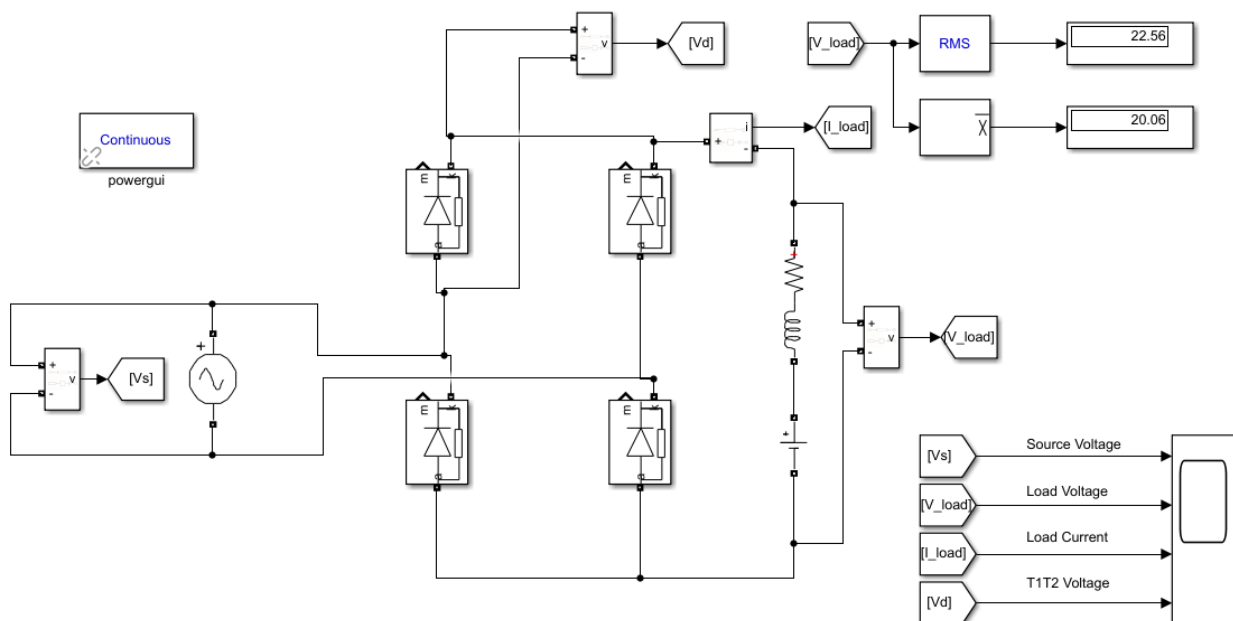 +
v
-
[Vd]
[V_load]
RMS
22.56
Continuous
powergui
i
+
-
[I_load]
x
20.06
m
k
a
m
k
a
+
+
v
-
[Vs]
+
+
v
-
[V_load]
m
k
a
m
k
a
+
[Vs]
Source Voltage
[V_load]
Load Voltage
[I_load]
Load Current
[Vd]
T1T2 Voltage